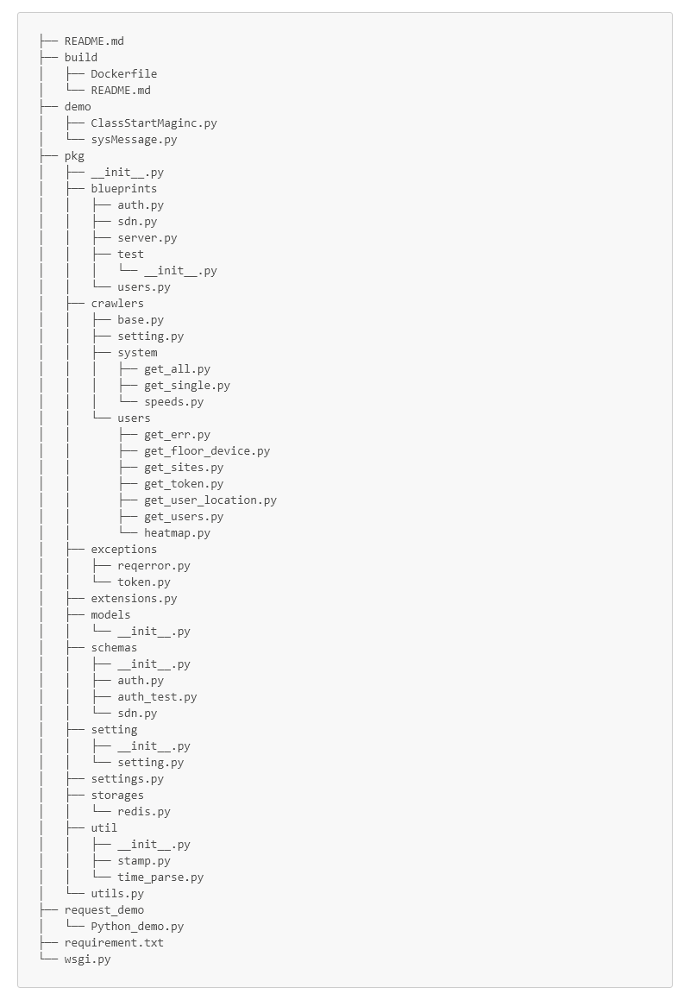 ├── README.md
├── build
│   ├── Dockerfile
│   └── README.md
├── demo
│   ├── ClassStartMaginc.py
│   └── sysMessage.py
├── pkg
│   ├── __init__.py
│   ├── blueprints
│   │   ├── auth.py
│   │   ├── sdn.py
│   │   ├── server.py
│   │   ├── test
│   │   │   └── __init__.py
│   │   └── users.py
│   ├── crawlers
│   │   ├── base.py
│   │   ├── setting.py
│   │   ├── system
│   │   │   ├── get_all.py
│   │   │   ├── get_single.py
│   │   │   └── speeds.py
│   │   └── users
│   │       ├── get_err.py
│   │       ├── get_floor_device.py
│   │       ├── get_sites.py
│   │       ├── get_token.py
│   │       ├── get_user_location.py
│   │       ├── get_users.py
│   │       └── heatmap.py
│   ├── exceptions
│   │   ├── reqerror.py
│   │   └── token.py
│   ├── extensions.py
│   ├── models
│   │   └── __init__.py
│   ├── schemas
│   │   ├── __init__.py
│   │   ├── auth.py
│   │   ├── auth_test.py
│   │   └── sdn.py
│   ├── setting
│   │   ├── __init__.py
│   │   └── setting.py
│   ├── settings.py
│   ├── storages
│   │   └── redis.py
│   ├── util
│   │   ├── __init__.py
│   │   ├── stamp.py
│   │   └── time_parse.py
│   └── utils.py
├── request_demo
│   └── Python_demo.py
├── requirement.txt
└── wsgi.py